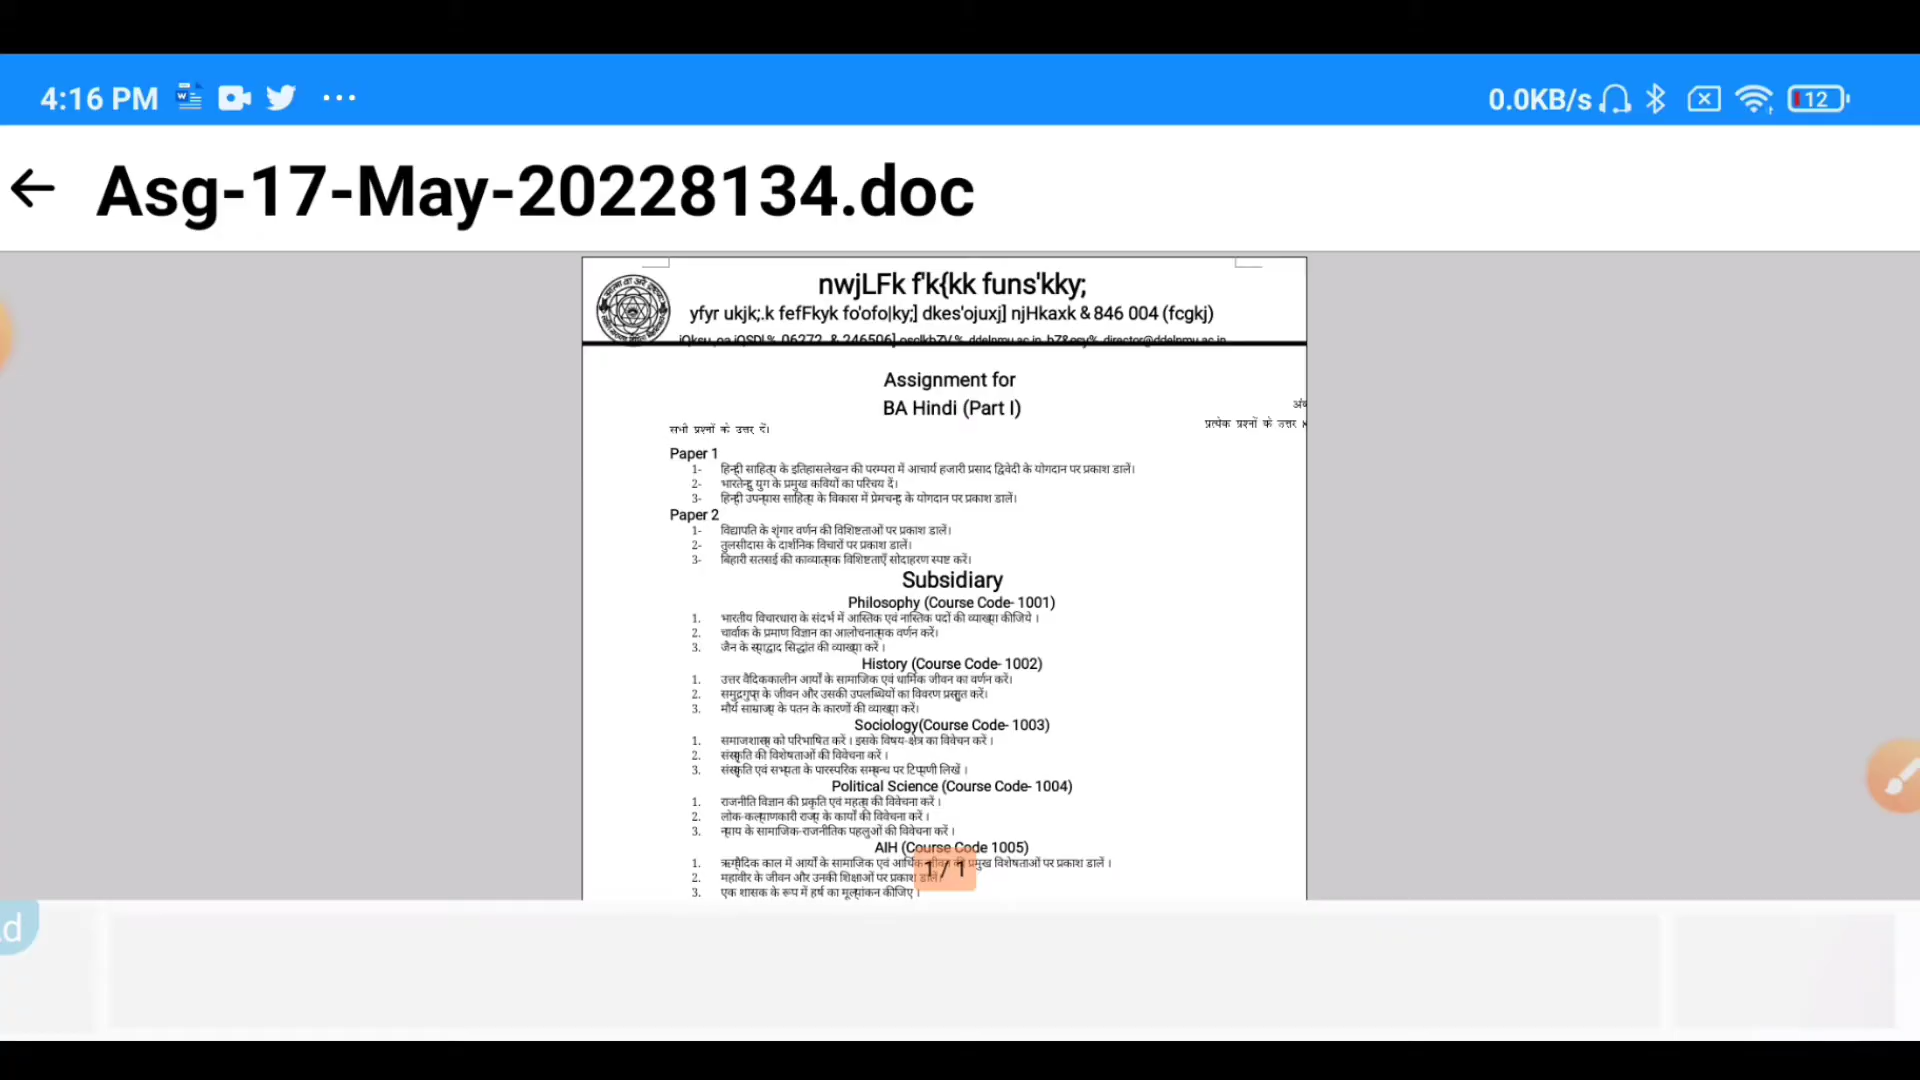 4:16 PM
0.0KB/s
12
Asg-17-May-20228134.doc
nwjLFk f'k{kk funs'kky;
yfyr ukjk;.k fefFkyk fo'ofo|ky;] dkes'ojuxj] njHkaxk & 846 004 (fcgkj)
06272 & 246506] ddelnmu.ac.in director@ddelnmu.ac.in
Assignment for
BA Hindi (Part I)
सभी प्रश्नों के उत्तर दें।
प्रत्येक प्रश्नों के उत्तर
Paper 1
1- हिन्दी साहित्य के इतिहासलेखन की परम्परा में आचार्य हजारी प्रसाद द्विवेदी के योगदान पर प्रकाश डालें।
2- भारतेन्दु युग के प्रमुख कवियों का परिचय दें।
3- हिन्दी उपन्यास साहित्य के विकास में प्रेमचन्द के योगदान पर प्रकाश डालें।
Paper 2
1- विद्यापति के शृंगार वर्णन की विशिष्टताओं पर प्रकाश डालें।
2- तुलसीदास के दार्शनिक विचारों पर प्रकाश डालें।
3- बिहारी सतसई की काव्यात्मक विशिष्टताएँ सोदाहरण स्पष्ट करें।
Subsidiary
Philosophy (Course Code- 1001)
1. भारतीय विचारधारा के संदर्भ में आस्तिक एवं नास्तिक पदों की व्याख्या कीजिये ।
2. चार्वाक के प्रमाण विज्ञान का आलोचनात्मक वर्णन करें।
3. जैन के स्याद्वाद सिद्धांत की व्याख्या करें ।
History (Course Code- 1002)
1. उत्तर वैदिककालीन आर्यों के सामाजिक एवं धार्मिक जीवन का वर्णन करें।
2. समुद्रगुप्त के जीवन और उसकी उपलब्धियों का विवरण प्रस्तुत करें।
3. मौर्य साम्राज्य के पतन के कारणों की व्याख्या करें।
Sociology(Course Code- 1003)
1. समाजशास्त्र को परिभाषित करें । इसके विषय-क्षेत्र का विवेचन करें ।
2. संस्कृति की विशेषताओं की विवेचना करें ।
3. संस्कृति एवं सभ्यता के पारस्परिक सम्बन्ध पर टिप्पणी लिखें ।
Political Science (Course Code- 1004)
1. राजनीति विज्ञान की प्रकृति एवं महत्व की विवेचना करें ।
2. लोक-कल्याणकारी राज्य के कार्यों की विवेचना करें ।
3. न्याय के सामाजिक-राजनीतिक पहलुओं की विवेचना करें ।
AIH (Course Code 1005)
1. ऋग्वैदिक काल में आर्यों के सामाजिक एवं आर्थिक जीवन की प्रमुख विशेषताओं पर प्रकाश डालें ।
2. महावीर के जीवन और उनकी शिक्षाओं पर प्रकाश डालें।
3. एक शासक के रूप में हर्ष का मूल्यांकन कीजिए ।
1 / 1